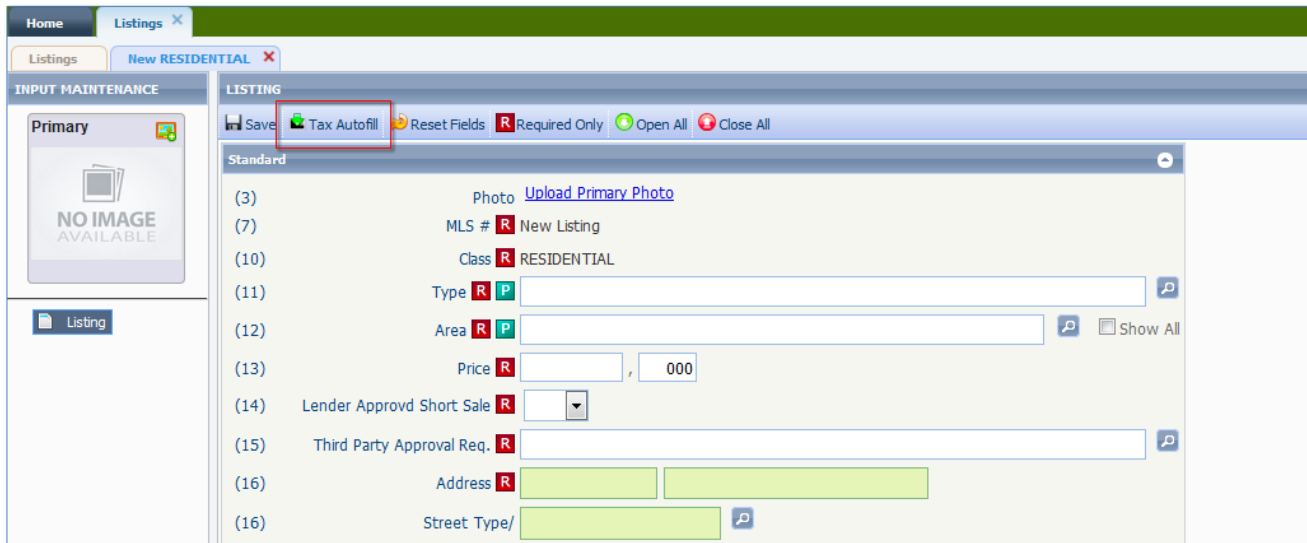 Home Listings
Listings New RESIDENTIAL
INPUT MAINTENANCE
Primary
NO IMAGE
AVAILABLE
Listing
LISTING
Save Tax Autofill Reset Fields R Required Only Open All Close All
Standard
(3) Photo Upload Primary Photo
(7) MLS # R New Listing
(10) Class R RESIDENTIAL
(11) Type R P
(12) Area R P Show All
(13) Price R , 000
(14) Lender Approvd Short Sale R
(15) Third Party Approval Req. R
(16) Address R
(16) Street Type/